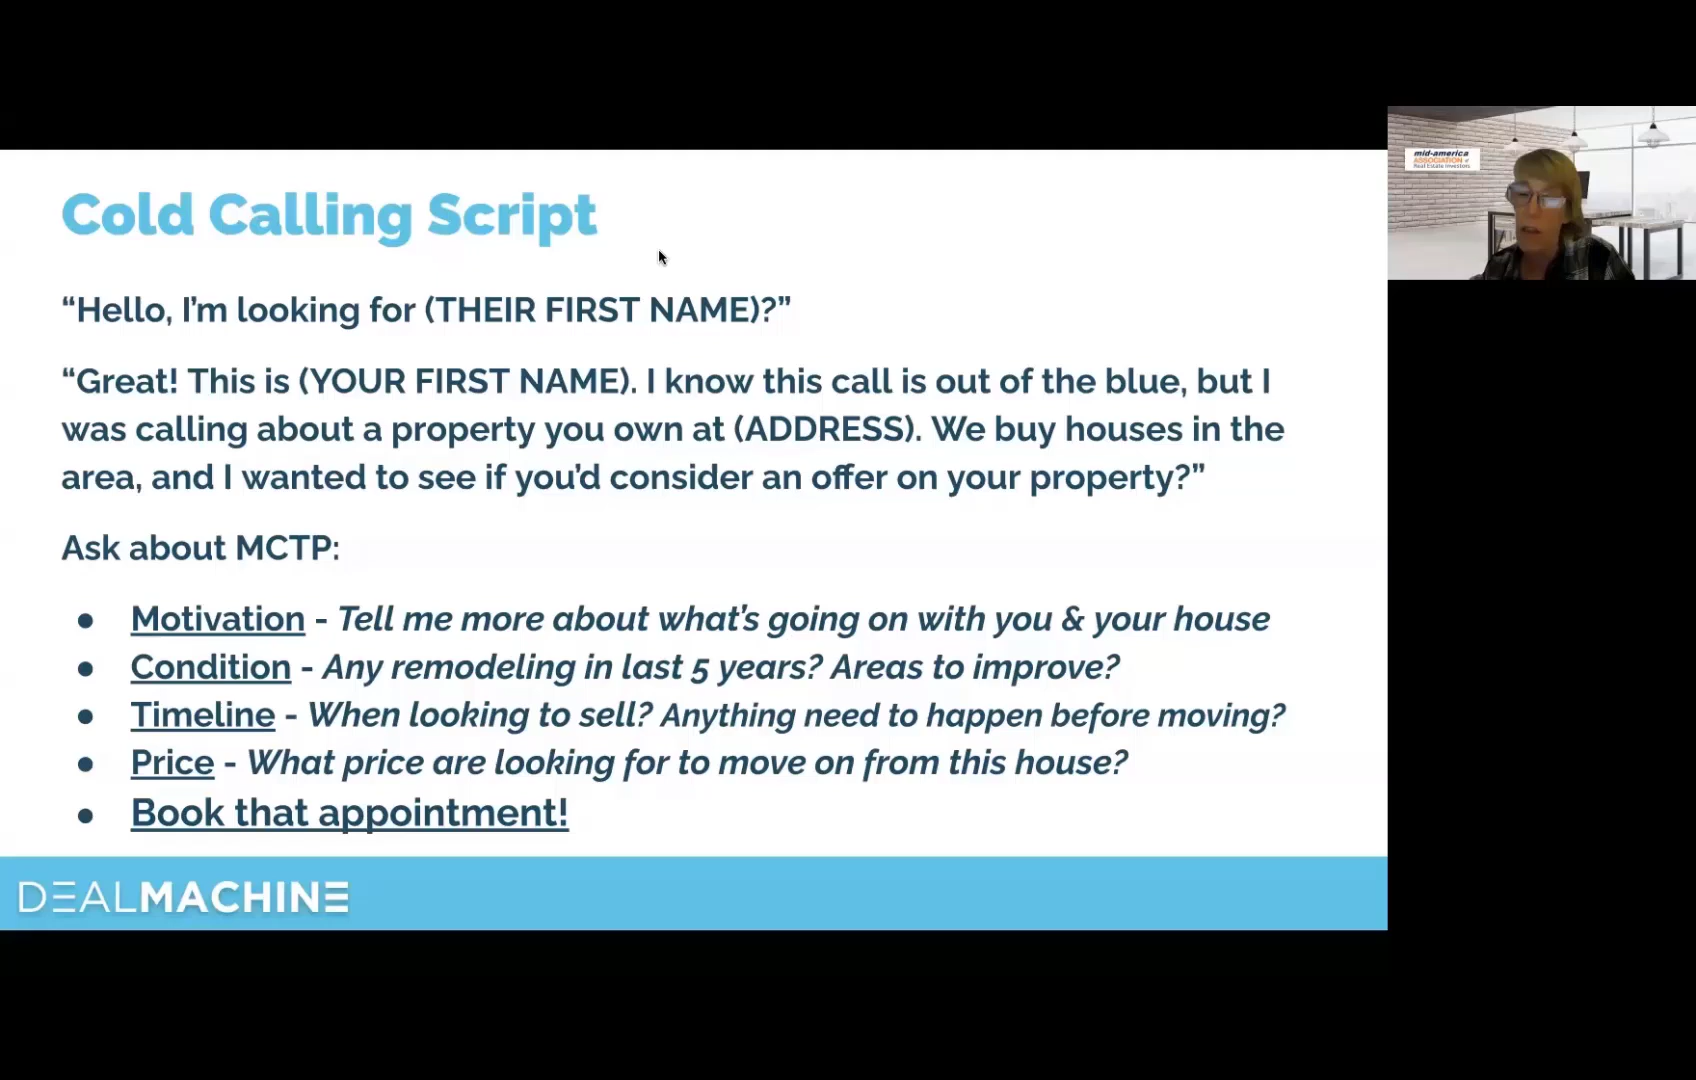 Cold Calling Script
“Hello, I’m looking for (THEIR FIRST NAME)?”
“Great! This is (YOUR FIRST NAME). I know this call is out of the blue, but I
was calling about a property you own at (ADDRESS). We buy houses in the
area, and I wanted to see if you’d consider an offer on your property?”
Ask about MCTP:
● Motivation - Tell me more about what’s going on with you & your house
● Condition - Any remodeling in last 5 years? Areas to improve?
● Timeline - When looking to sell? Anything need to happen before moving?
● Price - What price are looking for to move on from this house?
● Book that appointment!
DEALMACHINE
mid-america
ASSOCIATION of
Real Estate Investors